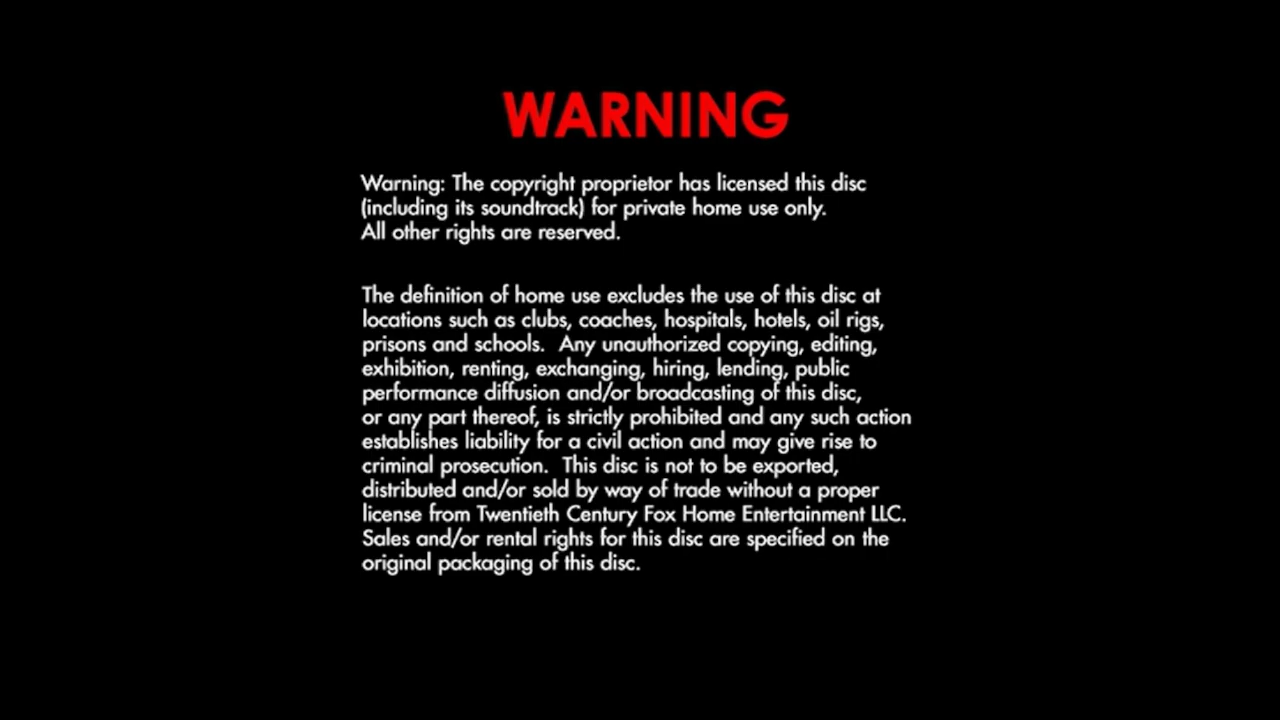 WARNING
Warning: The copyright proprietor has licensed this disc
(including its soundtrack) for private home use only.
All other rights are reserved.
The definition of home use excludes the use of this disc at
locations such as clubs, coaches, hospitals, hotels, oil rigs,
prisons and schools.  Any unauthorized copying, editing,
exhibition, renting, exchanging, hiring, lending, public
performance diffusion and/or broadcasting of this disc,
or any part thereof, is strictly prohibited and any such action
establishes liability for a civil action and may give rise to
criminal prosecution.  This disc is not to be exported,
distributed and/or sold by way of trade without a proper
license from Twentieth Century Fox Home Entertainment LLC.
Sales and/or rental rights for this disc are specified on the
original packaging of this disc.